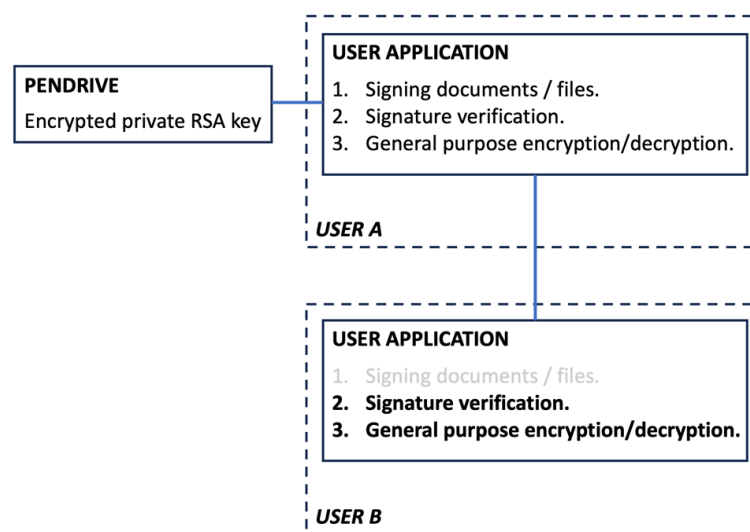 PENDRIVE
Encrypted private RSA key
USER APPLICATION
1. Signing documents / files.
2. Signature verification.
3. General purpose encryption/decryption.
USER A
USER APPLICATION
1. Signing documents / files.
2. Signature verification.
3. General purpose encryption/decryption.
USER B